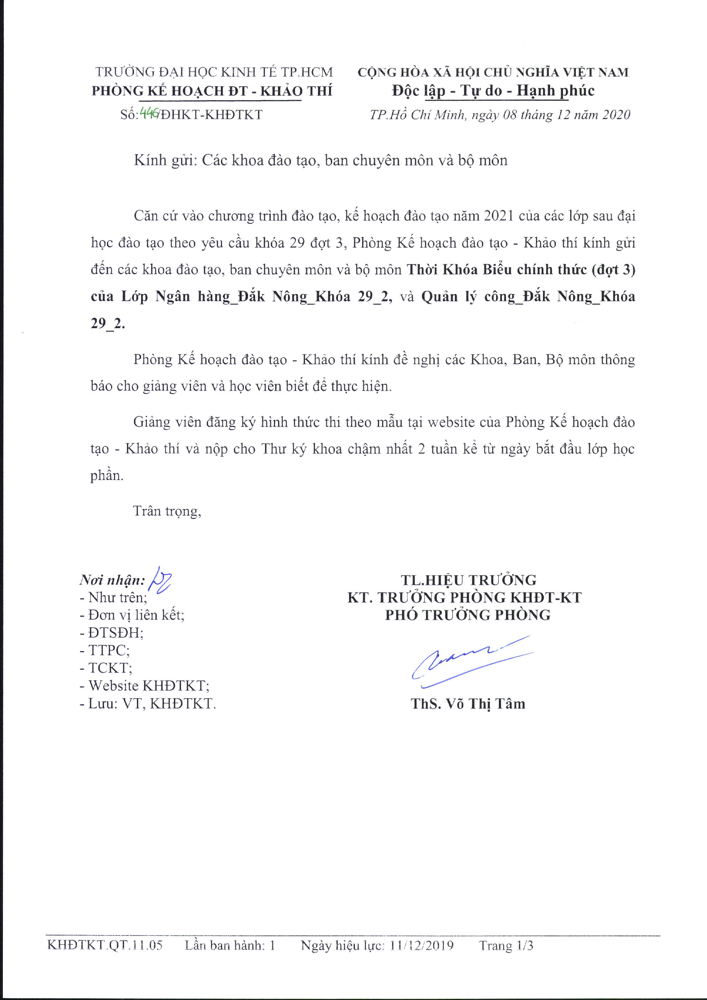 TRƯỜNG ĐẠI HỌC KINH TẾ TP.HCM
PHÒNG KẾ HOẠCH ĐT - KHẢO THÍ
Số:446/ĐHKT-KHĐTKT
CỘNG HÒA XÃ HỘI CHỦ NGHĨA VIỆT NAM
Độc lập - Tự do - Hạnh phúc
TP.Hồ Chí Minh, ngày 08 tháng 12 năm 2020
Kính gửi: Các khoa đào tạo, ban chuyên môn và bộ môn
Căn cứ vào chương trình đào tạo, kế hoạch đào tạo năm 2021 của các lớp sau đại
học đào tạo theo yêu cầu khóa 29 đợt 3, Phòng Kế hoạch đào tạo - Khảo thí kính gửi
đến các khoa đào tạo, ban chuyên môn và bộ môn Thời Khóa Biểu chính thức (đợt 3)
của Lớp Ngân hàng_Đắk Nông_Khóa 29_2, và Quản lý công_Đắk Nông_Khóa
29_2.
Phòng Kế hoạch đào tạo - Khảo thí kính đề nghị các Khoa, Ban, Bộ môn thông
báo cho giảng viên và học viên biết để thực hiện.
Giảng viên đăng ký hình thức thi theo mẫu tại website của Phòng Kế hoạch đào
tạo - Khảo thí và nộp cho Thư ký khoa chậm nhất 2 tuần kể từ ngày bắt đầu lớp học
phần.
Trân trọng,
Nơi nhận:
- Như trên;
- Đơn vị liên kết;
- ĐTSĐH;
- TTPC;
- TCKT;
- Website KHĐTKT;
- Lưu: VT, KHĐTKT.
TL.HIỆU TRƯỞNG
KT. TRƯỞNG PHÒNG KHĐT-KT
PHÓ TRƯỞNG PHÒNG
ThS. Võ Thị Tâm
KHĐTKT.QT.11.05 Lần ban hành: 1 Ngày hiệu lực: 11/12/2019 Trang 1/3